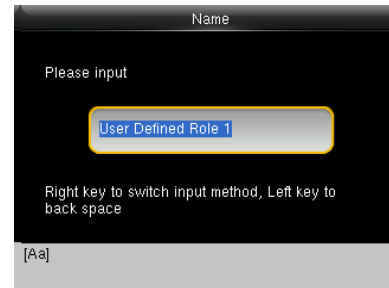 Name
Please input
User Defined Role 1
Right key to switch input method, Left key to
back space
[Aa]